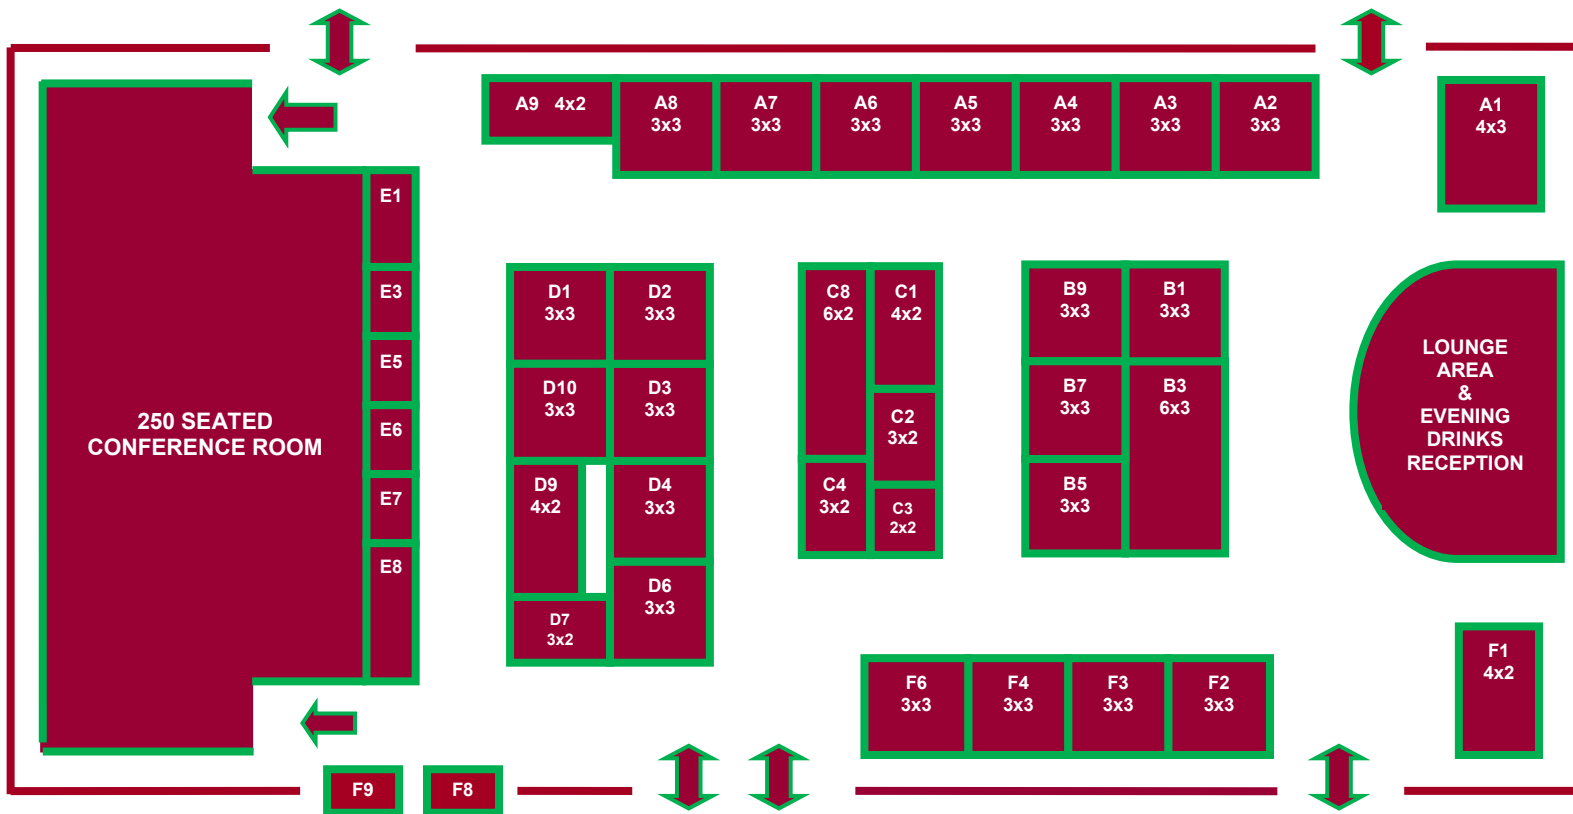 A9 4x2
A8
3x3
A7
3x3
A6
3x3
A5
3x3
A4
3x3
A3
3x3
A2
3x3
A1
4x3
250 SEATED
CONFERENCE ROOM
E1
E3
E5
E6
E7
E8
D1
3x3
D2
3x3
D10
3x3
D3
3x3
D9
4x2
D4
3x3
D7
3x2
D6
3x3
C8
6x2
C1
4x2
C2
3x2
C4
3x2
C3
2x2
B9
3x3
B1
3x3
B7
3x3
B3
6x3
B5
3x3
LOUNGE
AREA
&
EVENING
DRINKS
RECEPTION
F9
F8
F6
3x3
F4
3x3
F3
3x3
F2
3x3
F1
4x2